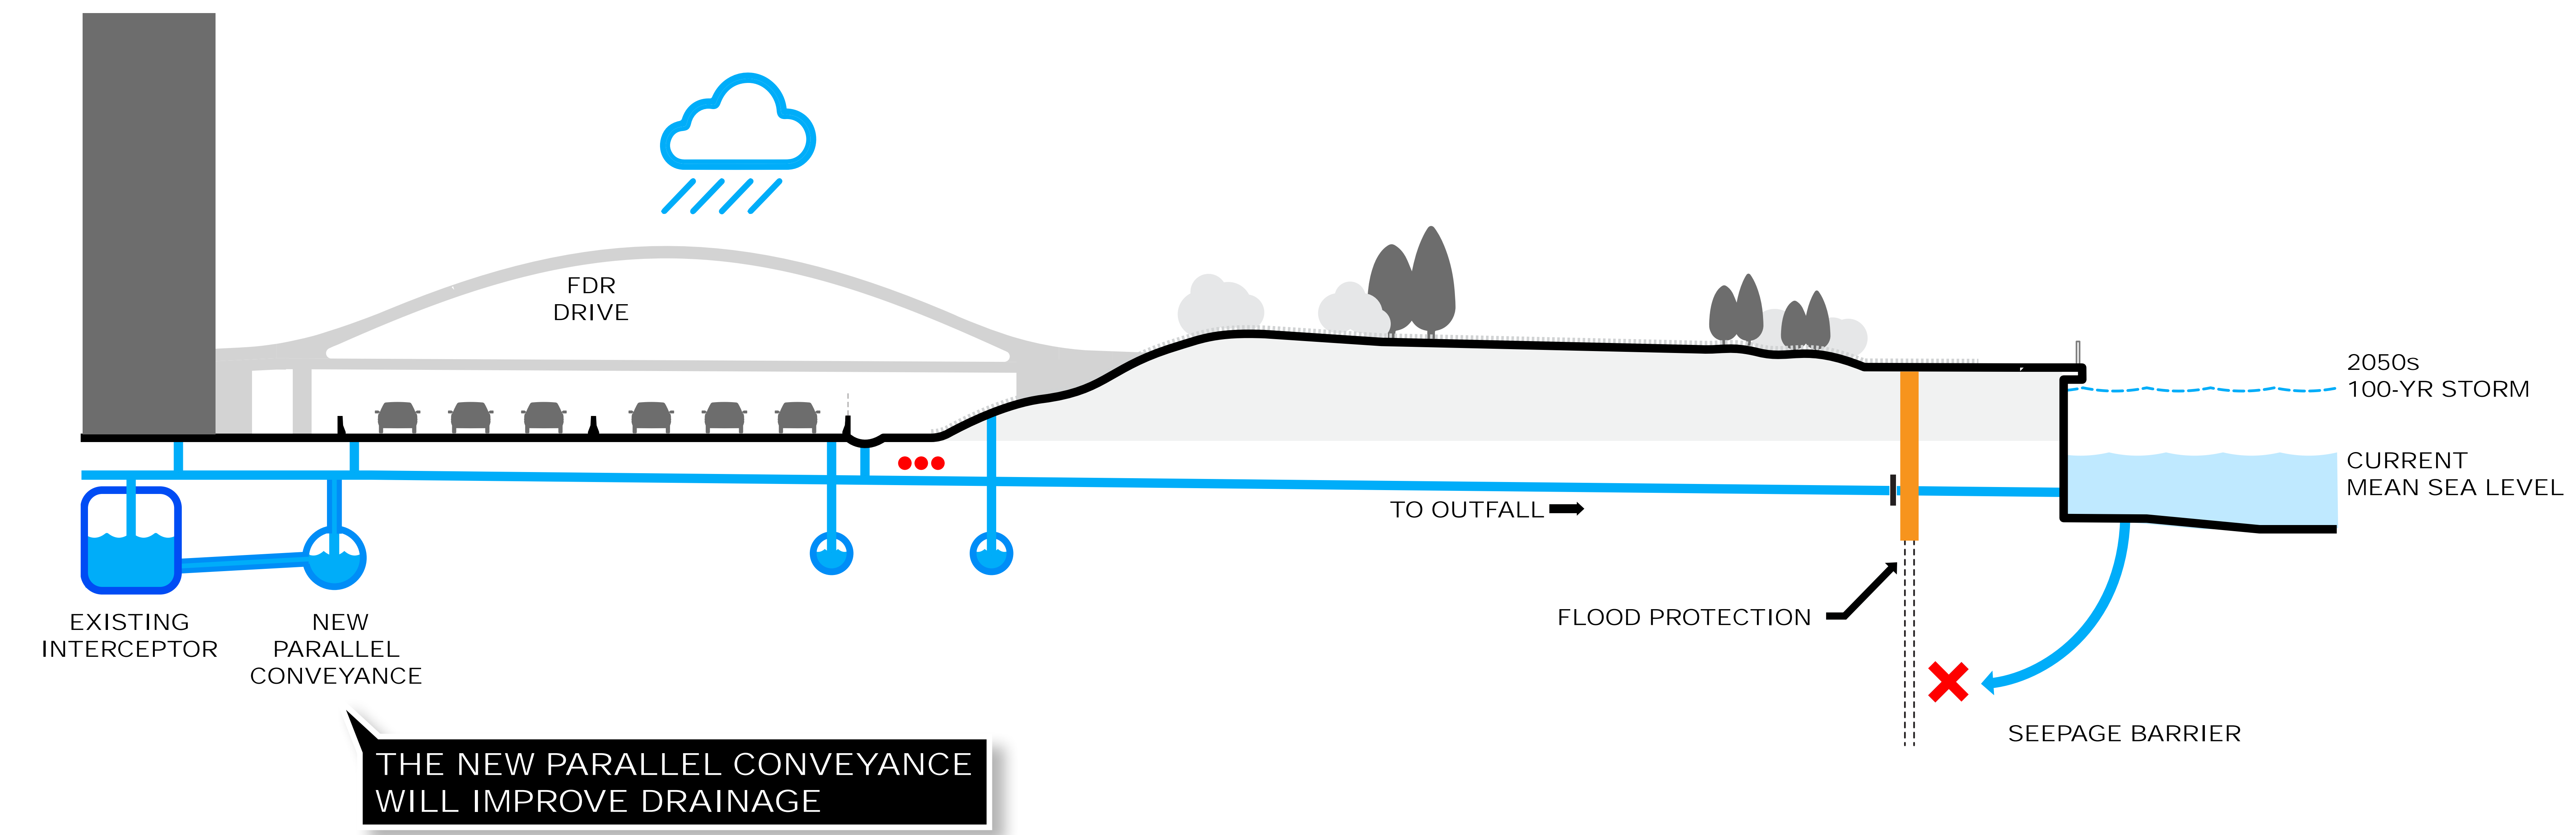 FDR
DRIVE
2050s
100-YR STORM
CURRENT
MEAN SEA LEVEL
TO OUTFALL
EXISTING
INTERCEPTOR
NEW
PARALLEL
CONVEYANCE
FLOOD PROTECTION
SEEPAGE BARRIER
THE NEW PARALLEL CONVEYANCE
WILL IMPROVE DRAINAGE